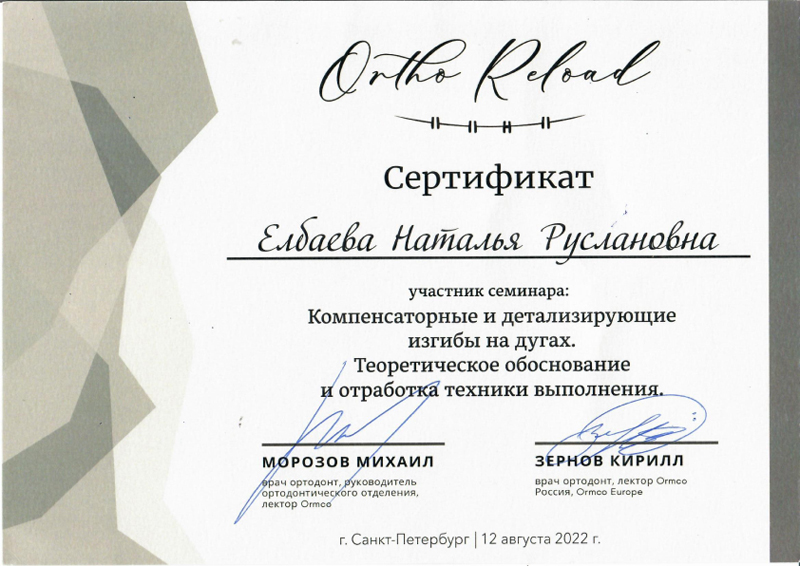 Ortho Reload
Сертификат
Елбаева Наталья Руслановна
участник семинара:
Компенсаторные и детализирующие
изгибы на дугах.
Теоретическое обоснование
и отработка техники выполнения.
МОРОЗОВ МИХАИЛ
врач ортодонт, руководитель
ортодонтического отделения,
лектор Ormco
ЗЕРНОВ КИРИЛЛ
врач ортодонт, лектор Ormco
Россия, Ormco Europe
г. Санкт-Петербург | 12 августа 2022 г.